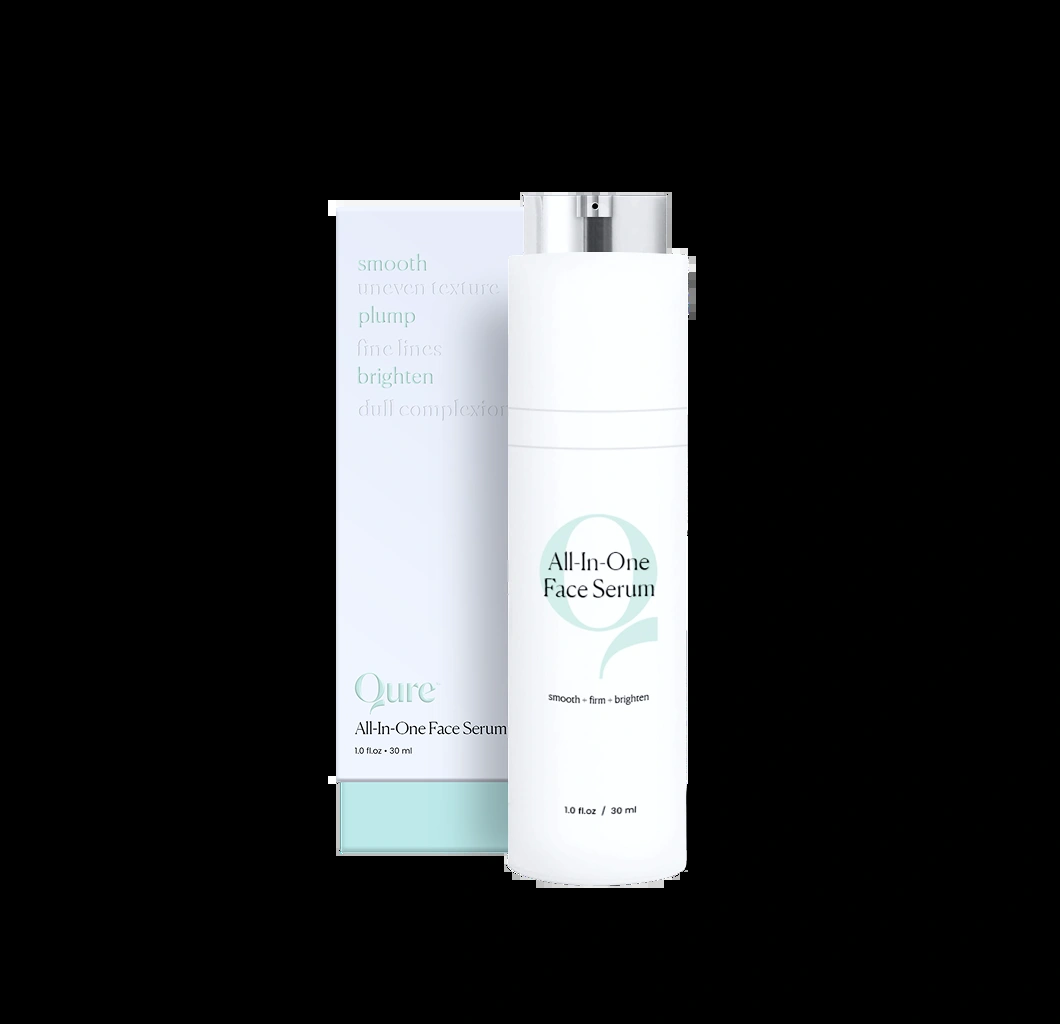 smooth
uneven texture
plump
fine lines
brighten
dull complexion
Qure™
All-In-One Face Serum
1.0 fl.oz • 30 ml
Q
All-In-One
Face Serum
smooth + firm + brighten
1.0 fl.oz / 30 ml